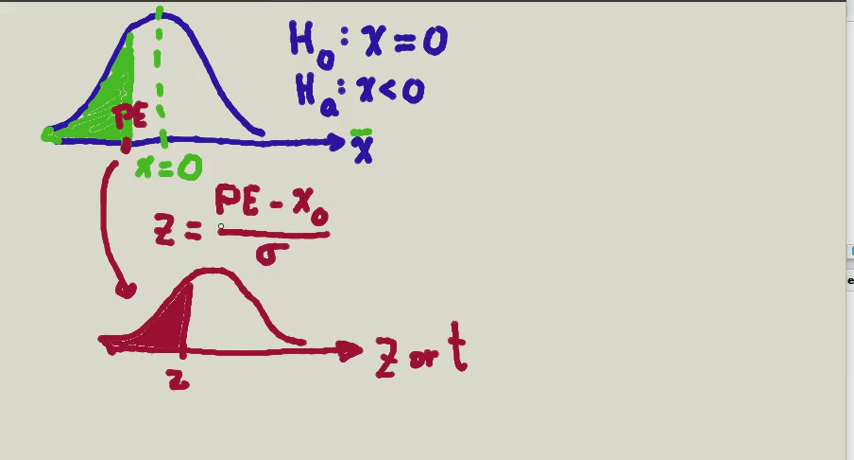 H₀: x = 0
Hₐ: x < 0
PE
x̄
x = 0
z = (PE - x₀) / σ
z or t
z